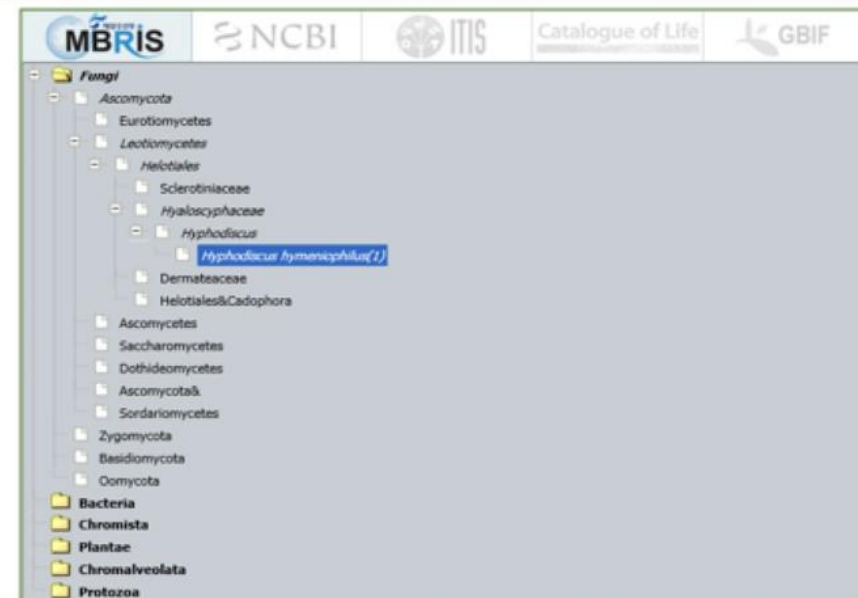 MBRIS
NCBI
ITIS
Catalogue of Life
GBIF
Fungi
Ascomycota
Eurotiomycetes
Leotiomycetes
Helotiales
Sclerotiniaceae
Hyaloscyphaceae
Hyphodiscus
Hyphodiscus hymeniophilus(1)
Dermateaceae
Helotiales&Cadophora
Ascomycetes
Saccharomycetes
Dothideomycetes
Ascomycota&
Sordariomycetes
Zygomycota
Basidiomycota
Oomycota
Bacteria
Chromista
Plantae
Chromalveolata
Protozoa